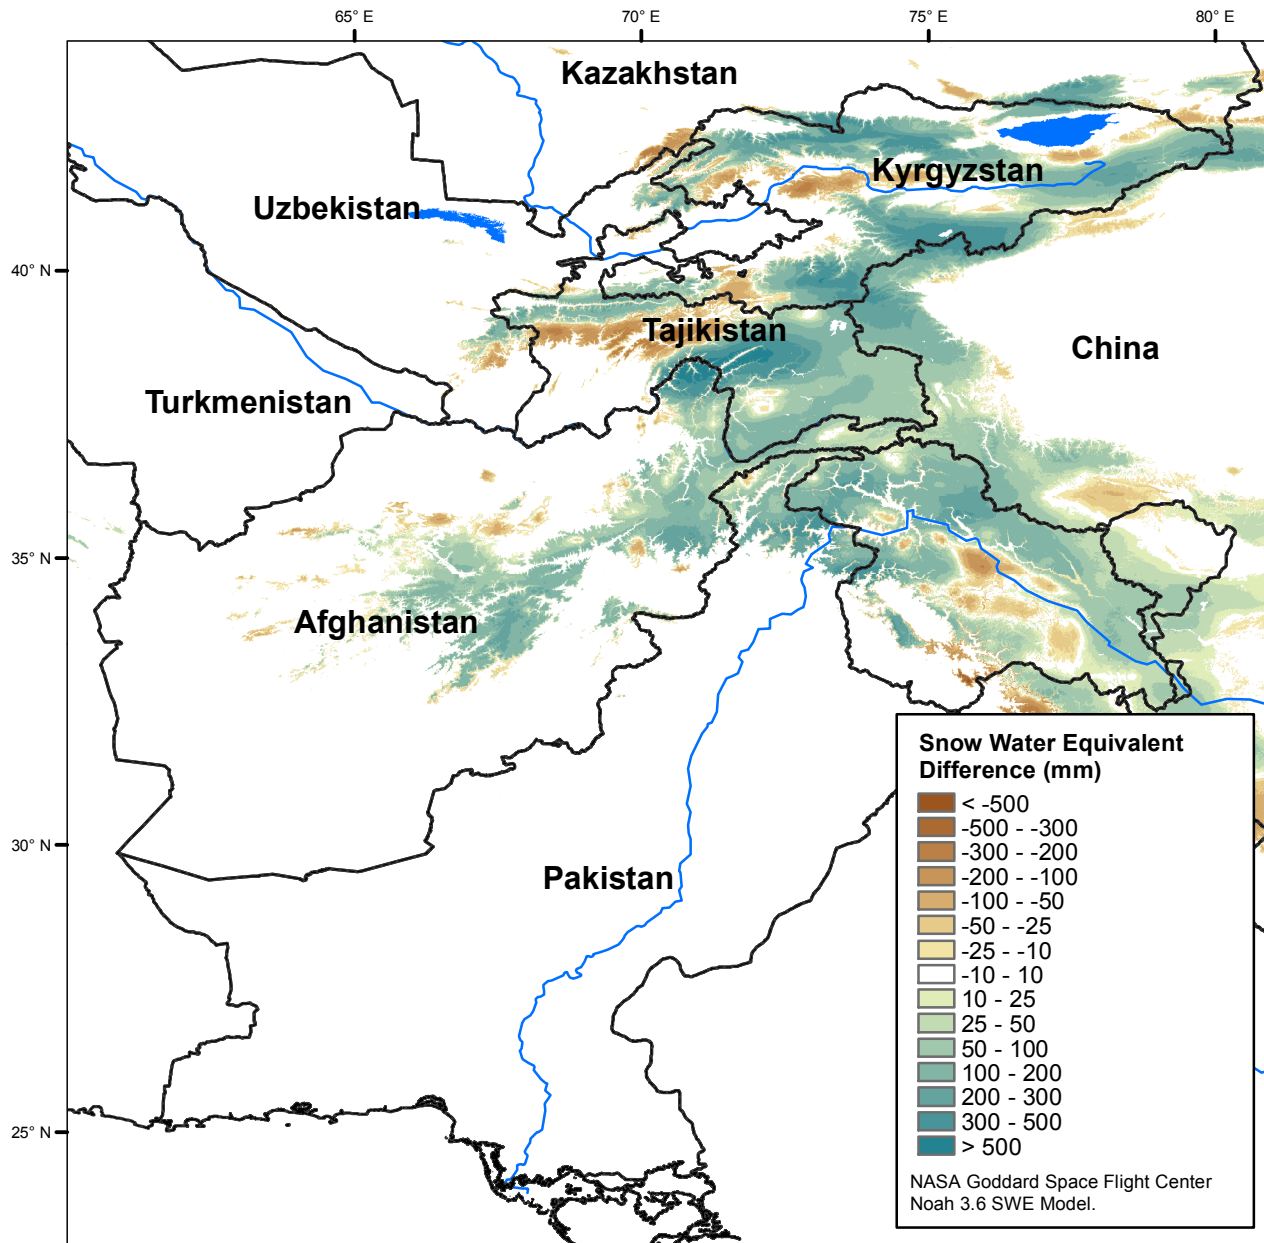 65° E
70° E
75° E
80° E
Kazakhstan
Kyrgyzstan
Uzbekistan
40° N
Tajikistan
China
Turkmenistan
35° N
Afghanistan
30° N
Pakistan
25° N
Snow Water Equivalent
Difference (mm)
< -500
-500 - -300
-300 - -200
-200 - -100
-100 - -50
-50 - -25
-25 - -10
-10 - 10
10 - 25
25 - 50
50 - 100
100 - 200
200 - 300
300 - 500
> 500
NASA Goddard Space Flight Center
Noah 3.6 SWE Model.